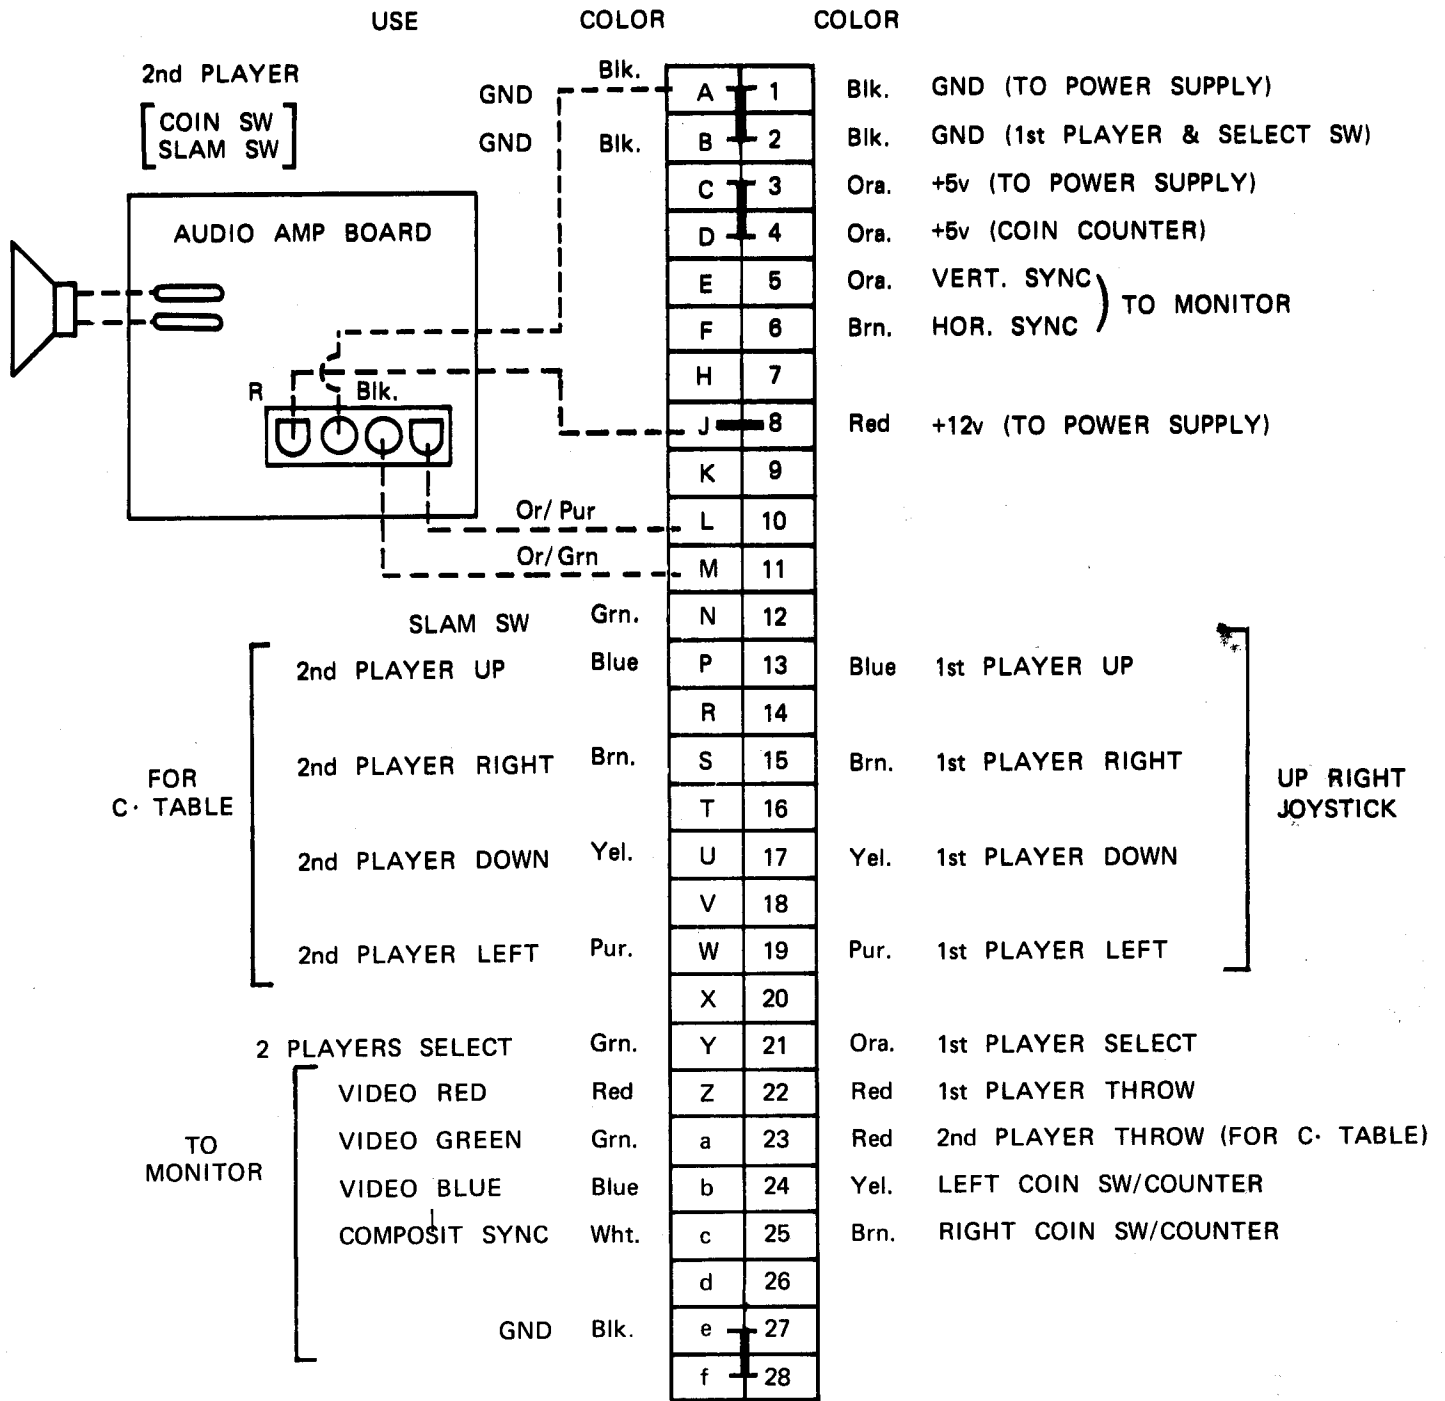 USE COLOR COLOR
2nd PLAYER
COIN SW
SLAM SW
GND Blk. A 1 Blk. GND (TO POWER SUPPLY)
GND Blk. B 2 Blk. GND (1st PLAYER & SELECT SW)
C 3 Ora. +5v (TO POWER SUPPLY)
AUDIO AMP BOARD
D 4 Ora. +5v (COIN COUNTER)
E 5 Ora. VERT. SYNC
TO MONITOR
F 6 Brn. HOR. SYNC
H 7
R Blk.
J 8 Red +12v (TO POWER SUPPLY)
K 9
Or/Pur L 10
Or/Grn M 11
SLAM SW Grn. N 12
2nd PLAYER UP Blue P 13 Blue 1st PLAYER UP
R 14
2nd PLAYER RIGHT Brn. S 15 Brn. 1st PLAYER RIGHT
FOR
C· TABLE
UP RIGHT
JOYSTICK
T 16
2nd PLAYER DOWN Yel. U 17 Yel. 1st PLAYER DOWN
V 18
2nd PLAYER LEFT Pur. W 19 Pur. 1st PLAYER LEFT
X 20
2 PLAYERS SELECT Grn. Y 21 Ora. 1st PLAYER SELECT
VIDEO RED Red Z 22 Red 1st PLAYER THROW
TO
MONITOR
VIDEO GREEN Grn. a 23 Red 2nd PLAYER THROW (FOR C· TABLE)
VIDEO BLUE Blue b 24 Yel. LEFT COIN SW/COUNTER
COMPOSIT SYNC Wht. c 25 Brn. RIGHT COIN SW/COUNTER
d 26
GND Blk. e 27
f 28